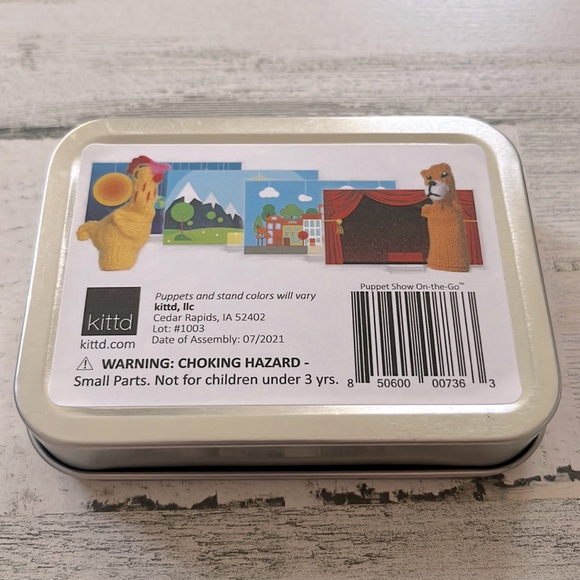 Puppet Show On-the-Go™
Puppets and stand colors will vary
kittd, llc
Cedar Rapids, IA 52402
Lot: #1003
Date of Assembly: 07/2021
kittd
kittd.com
⚠ WARNING: CHOKING HAZARD -
Small Parts. Not for children under 3 yrs.
8 50600 00736 3